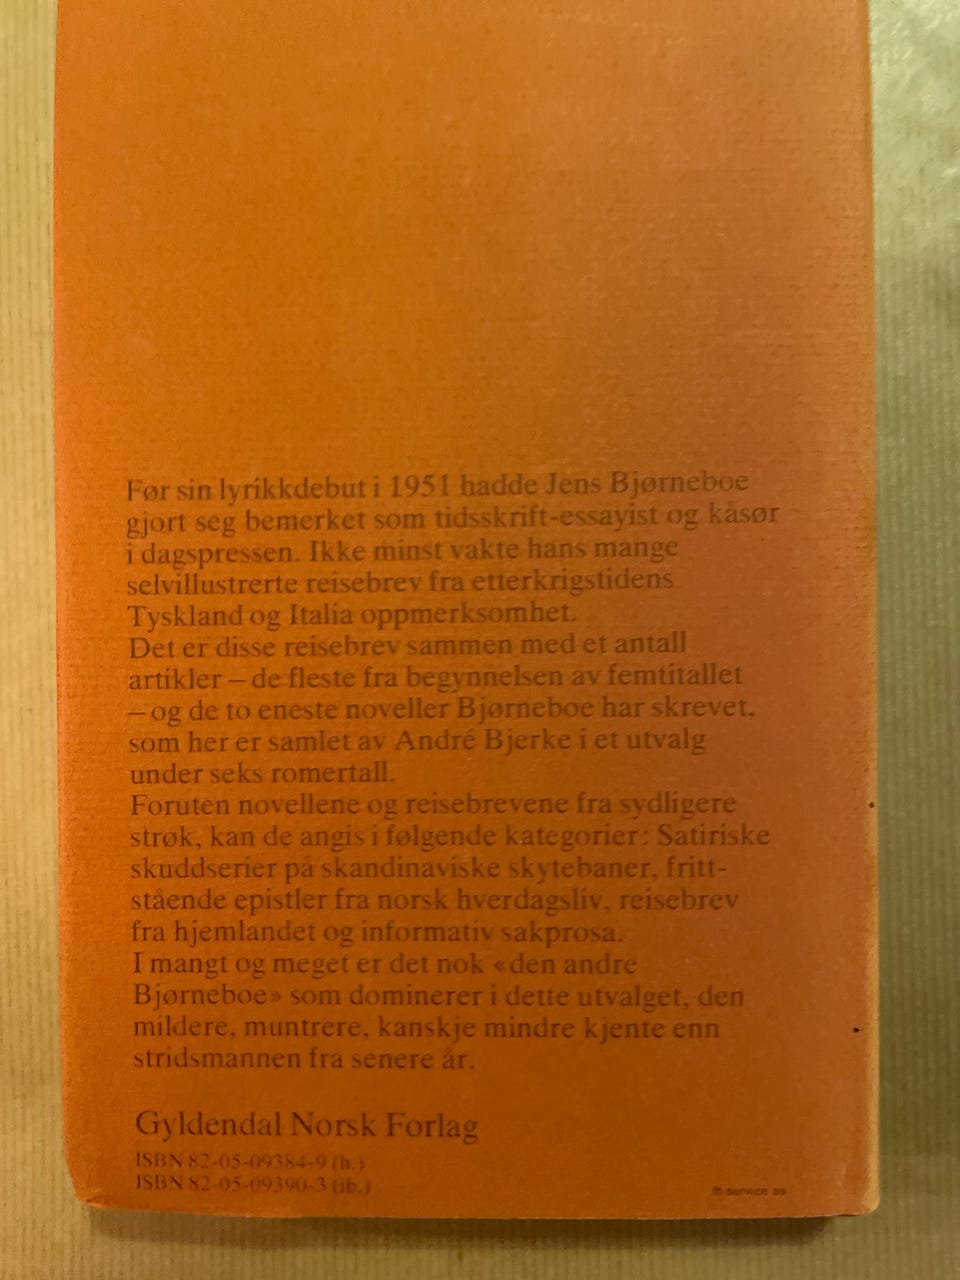 Før sin lyrikkdebut i 1951 hadde Jens Bjørneboe
gjort seg bemerket som tidsskrift-essayist og kåsør
i dagspressen. Ikke minst vakte hans mange
selvillustrerte reisebrev fra etterkrigstidens
Tyskland og Italia oppmerksomhet.
Det er disse reisebrev sammen med et antall
artikler – de fleste fra begynnelsen av femtitallet
– og de to eneste noveller Bjørneboe har skrevet,
som her er samlet av André Bjerke i et utvalg
under seks romertall.
Foruten novellene og reisebrevene fra sydligere
strøk, kan de angis i følgende kategorier: Satiriske
skuddserier på skandinaviske skytebaner, fritt-
stående epistler fra norsk hverdagsliv, reisebrev
fra hjemlandet og informativ sakprosa.
I mangt og meget er det nok «den andre
Bjørneboe» som dominerer i dette utvalget, den
mildere, muntrere, kanskje mindre kjente enn
stridsmannen fra senere år.
Gyldendal Norsk Forlag
ISBN 82-05-09384-9 (h.)
ISBN 82-05-09390-3 (ib.)
service as